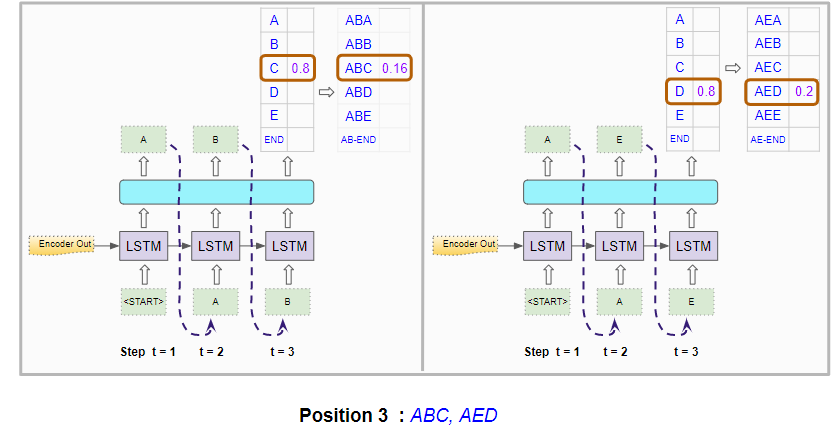 A
B
C 0.8
D
E
END
ABA
ABB
ABC 0.16
ABD
ABE
AB-END
A
B
Encoder Out
LSTM
LSTM
LSTM
<START>
A
B
Step t = 1
t = 2
t = 3
A
B
C
D 0.8
E
END
AEA
AEB
AEC
AED 0.2
AEE
AE-END
A
E
Encoder Out
LSTM
LSTM
LSTM
<START>
A
E
Step t = 1
t = 2
t = 3
Position 3 : ABC, AED